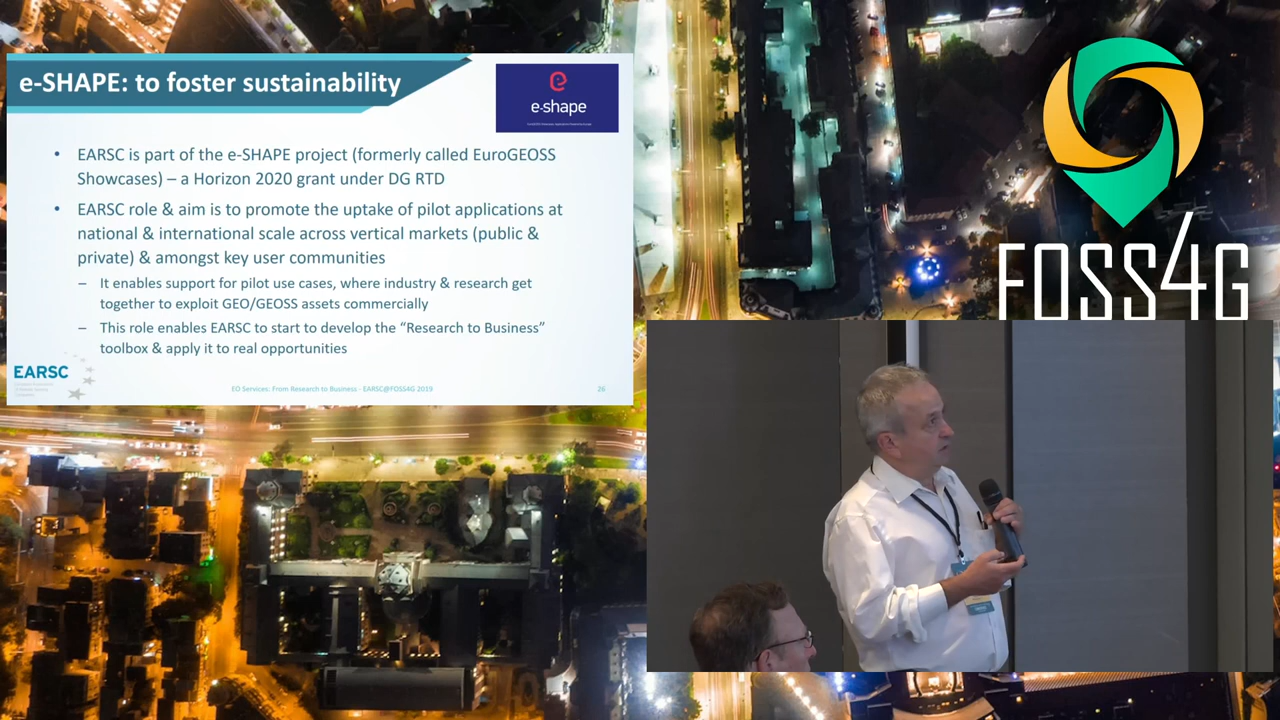 e-SHAPE: to foster sustainability
e-shape
• EARSC is part of the e-SHAPE project (formerly called EuroGEOSS
Showcases) – a Horizon 2020 grant under DG RTD
• EARSC role & aim is to promote the uptake of pilot applications at
national & international scale across vertical markets (public &
private) & amongst key user communities
– It enables support for pilot use cases, where industry & research get
together to exploit GEO/GEOSS assets commercially
– This role enables EARSC to start to develop the “Research to Business”
toolbox & apply it to real opportunities
EARSC
EO Services: From Research to Business - EARSC@FOSS4G 2019
26
FOSS4G